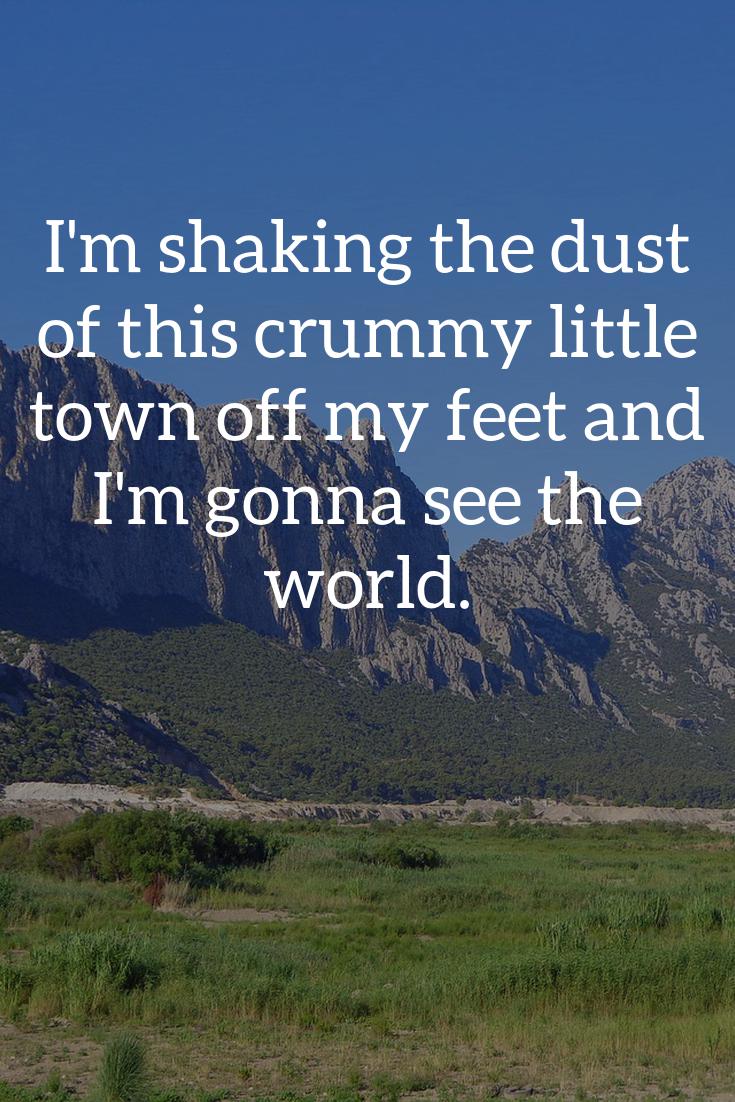 I'm shaking the dust
of this crummy little
town off my feet and
I'm gonna see the
world.